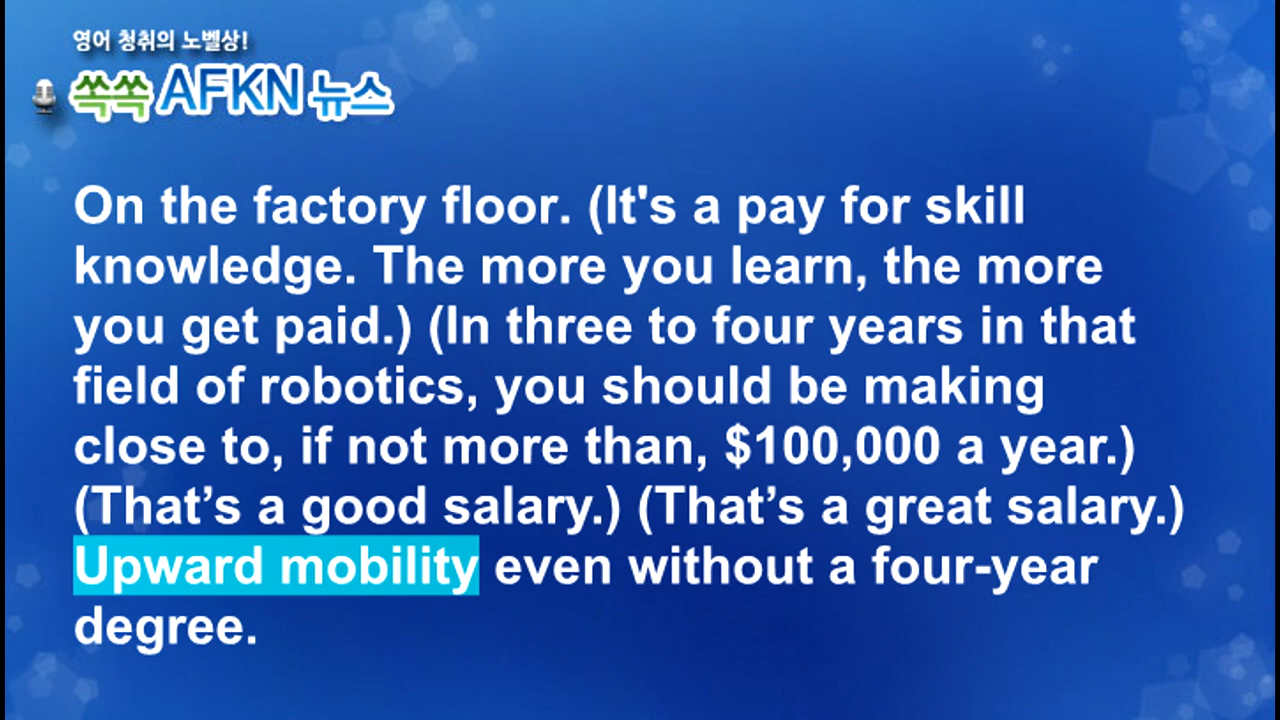 영어 청취의 노벨상!
쏙쏙 AFKN 뉴스
On the factory floor. (It's a pay for skill
knowledge. The more you learn, the more
you get paid.) (In three to four years in that
field of robotics, you should be making
close to, if not more than, $100,000 a year.)
(That’s a good salary.) (That’s a great salary.)
Upward mobility even without a four-year
degree.